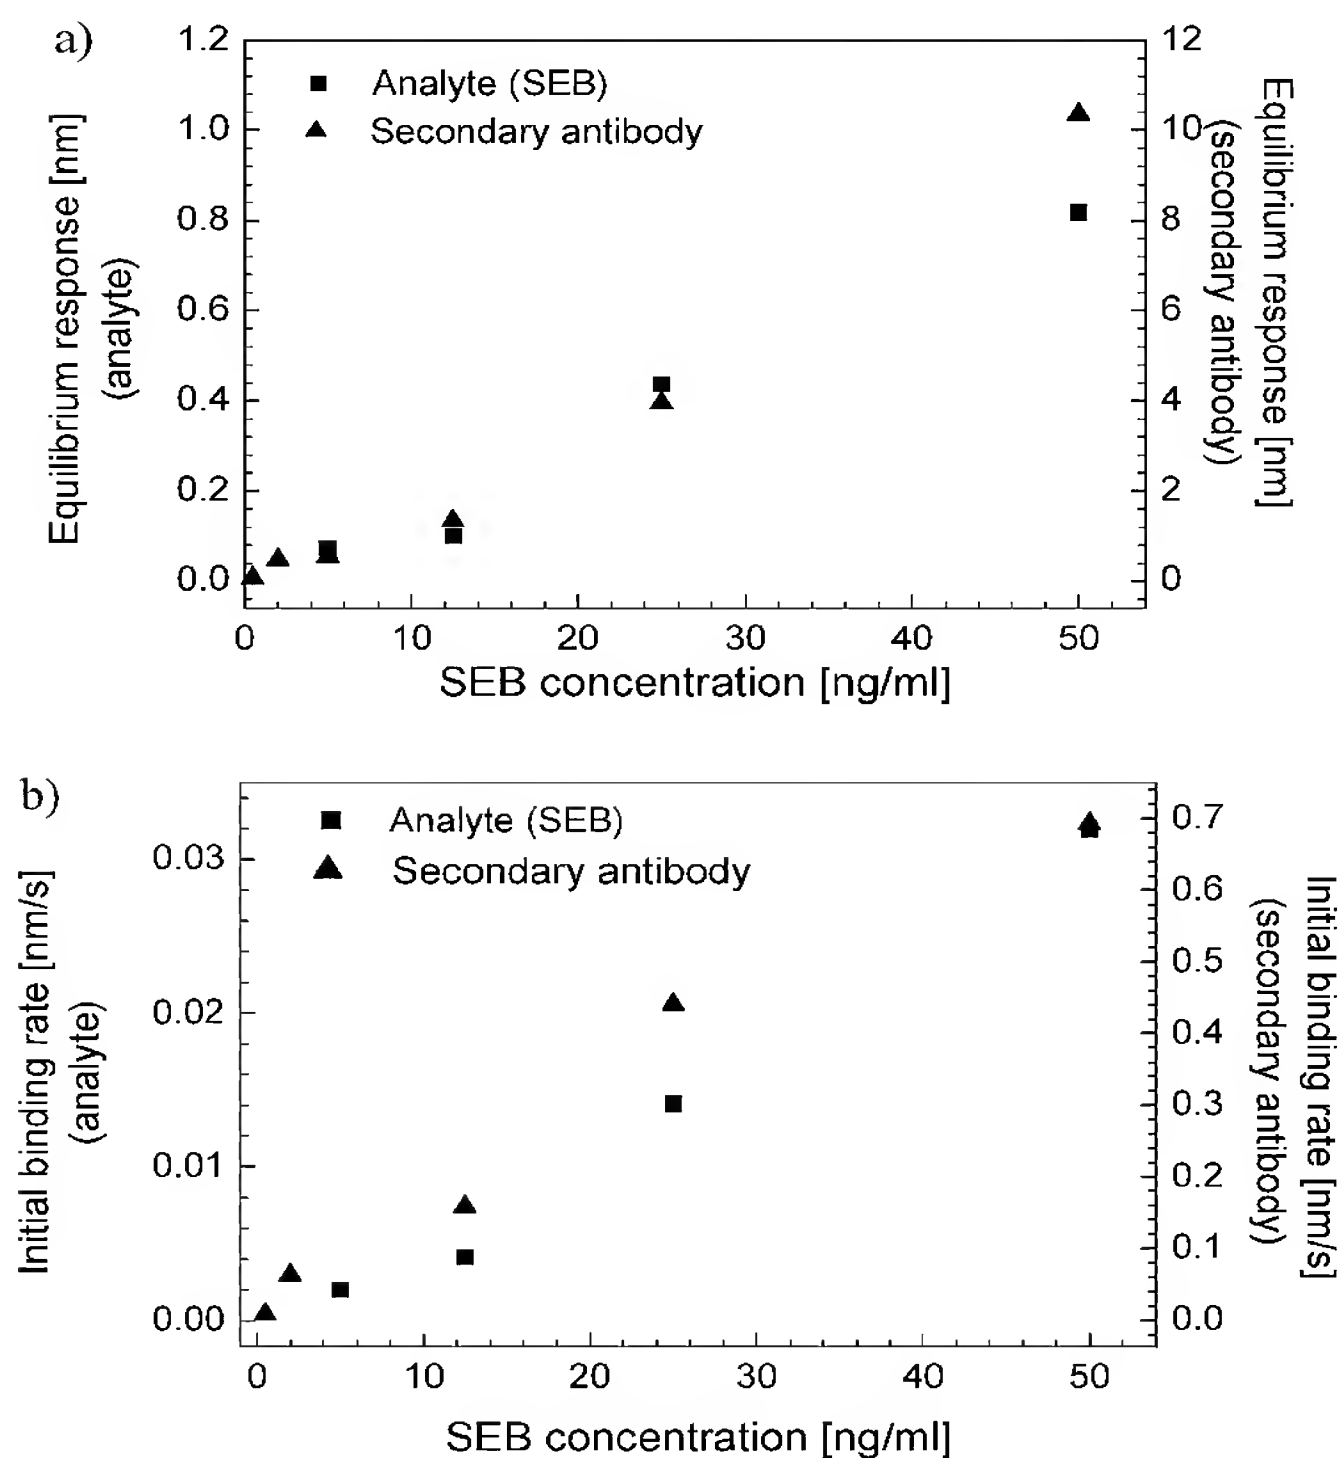 a)
Analyte (SEB)
Secondary antibody
1.2
1.0
0.8
0.6
0.4
0.2
0.0
Equilibrium response [nm]
(analyte)
12
10
8
6
4
2
0
Equilibrium response [nm]
(secondary antibody)
0 10 20 30 40 50
SEB concentration [ng/ml]
b)
Analyte (SEB)
Secondary antibody
0.03
0.02
0.01
0.00
Initial binding rate [nm/s]
(analyte)
0.7
0.6
0.5
0.4
0.3
0.2
0.1
0.0
Initial binding rate [nm/s]
(secondary antibody)
0 10 20 30 40 50
SEB concentration [ng/ml]